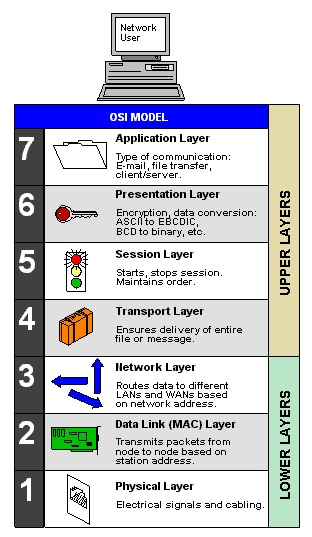 Network
User
OSI MODEL
7
Application Layer
Type of communication:
E-mail, file transfer,
client/server.
6
Presentation Layer
Encryption, data conversion:
ASCII to EBCDIC,
BCD to binary, etc.
5
Session Layer
Starts, stops session.
Maintains order.
4
Transport Layer
Ensures delivery of entire
file or message.
UPPER LAYERS
3
Network Layer
Routes data to different
LANs and WANs based
on network address.
2
Data Link (MAC) Layer
Transmits packets from
node to node based on
station address.
1
Physical Layer
Electrical signals and cabling.
LOWER LAYERS